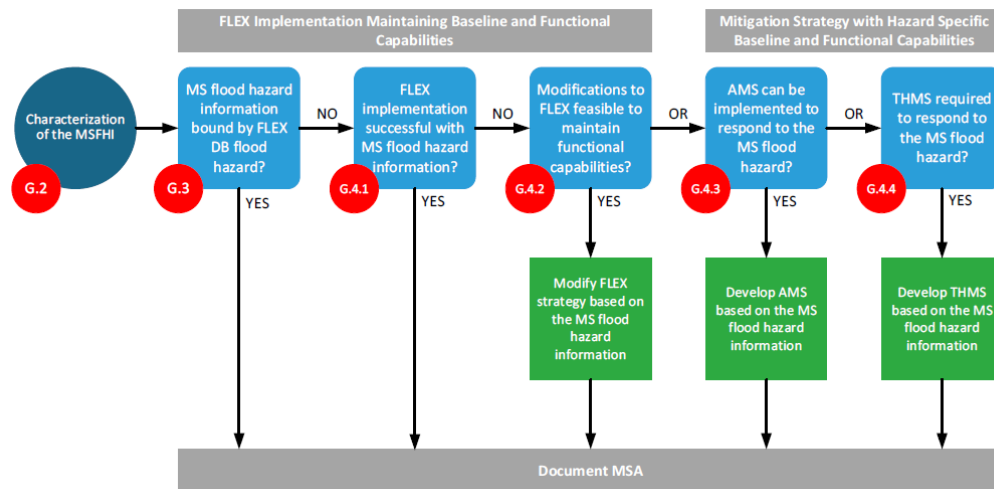 FLEX Implementation Maintaining Baseline and Functional
Capabilities
Mitigation Strategy with Hazard Specific
Baseline and Functional Capabilities
Characterization
of the MSFHI
G.2
MS flood hazard
information
bound by FLEX
DB flood
hazard?
G.3
NO
YES
FLEX
implementation
successful with
MS flood hazard
information?
G.4.1
NO
YES
Modifications to
FLEX feasible to
maintain
functional
capabilities?
G.4.2
OR
YES
AMS can be
implemented to
respond to the
MS flood
hazard?
G.4.3
OR
YES
THMS required
to respond to
the MS flood
hazard?
G.4.4
YES
Modify FLEX
strategy based on
the MS flood
hazard
information
Develop AMS
based on the MS
flood hazard
information
Develop THMS
based on the MS
flood hazard
information
Document MSA